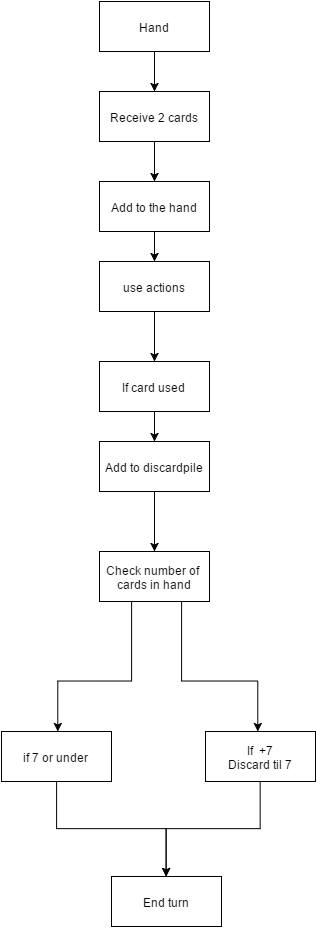 Hand
Receive 2 cards
Add to the hand
use actions
If card used
Add to discardpile
Check number of
cards in hand
if 7 or under
If +7
Discard til 7
End turn